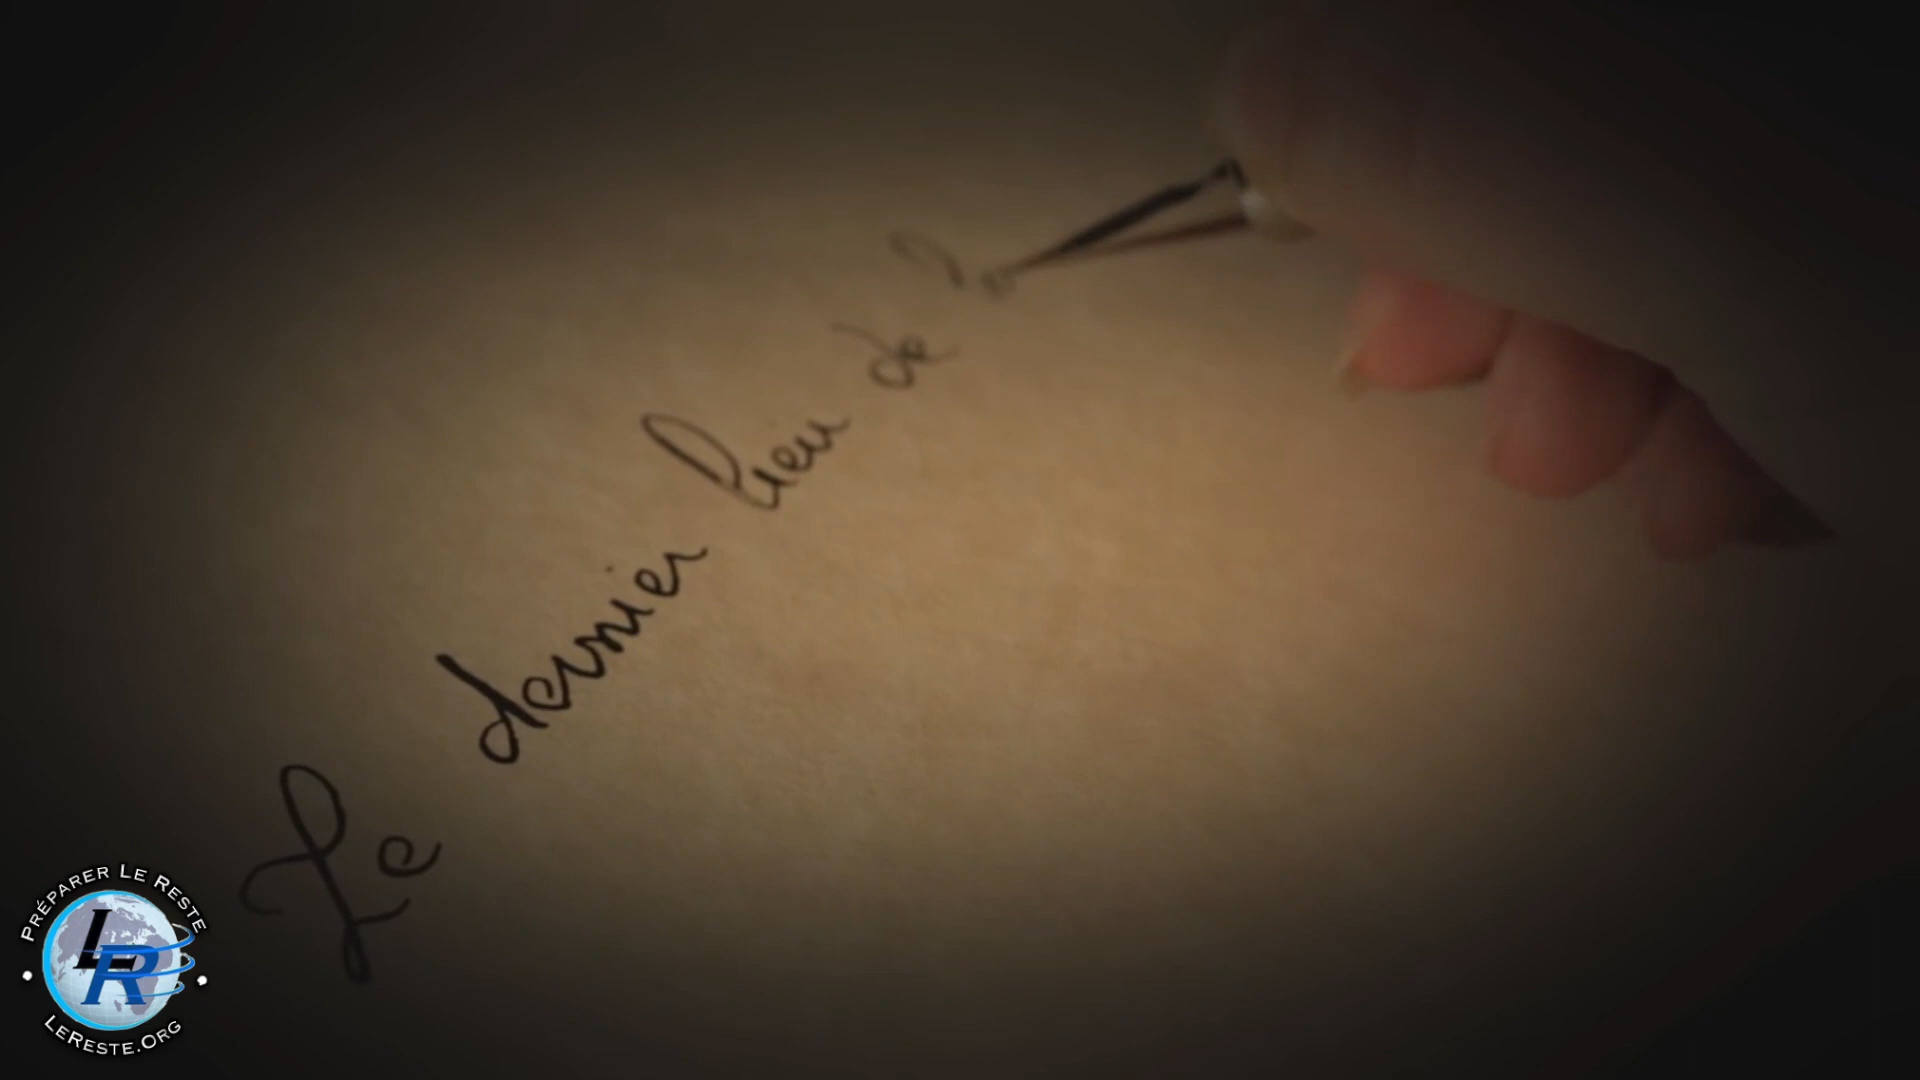 Le dernier lieu de
PRÉPARER LE RESTE
LR
LERESTE.ORG